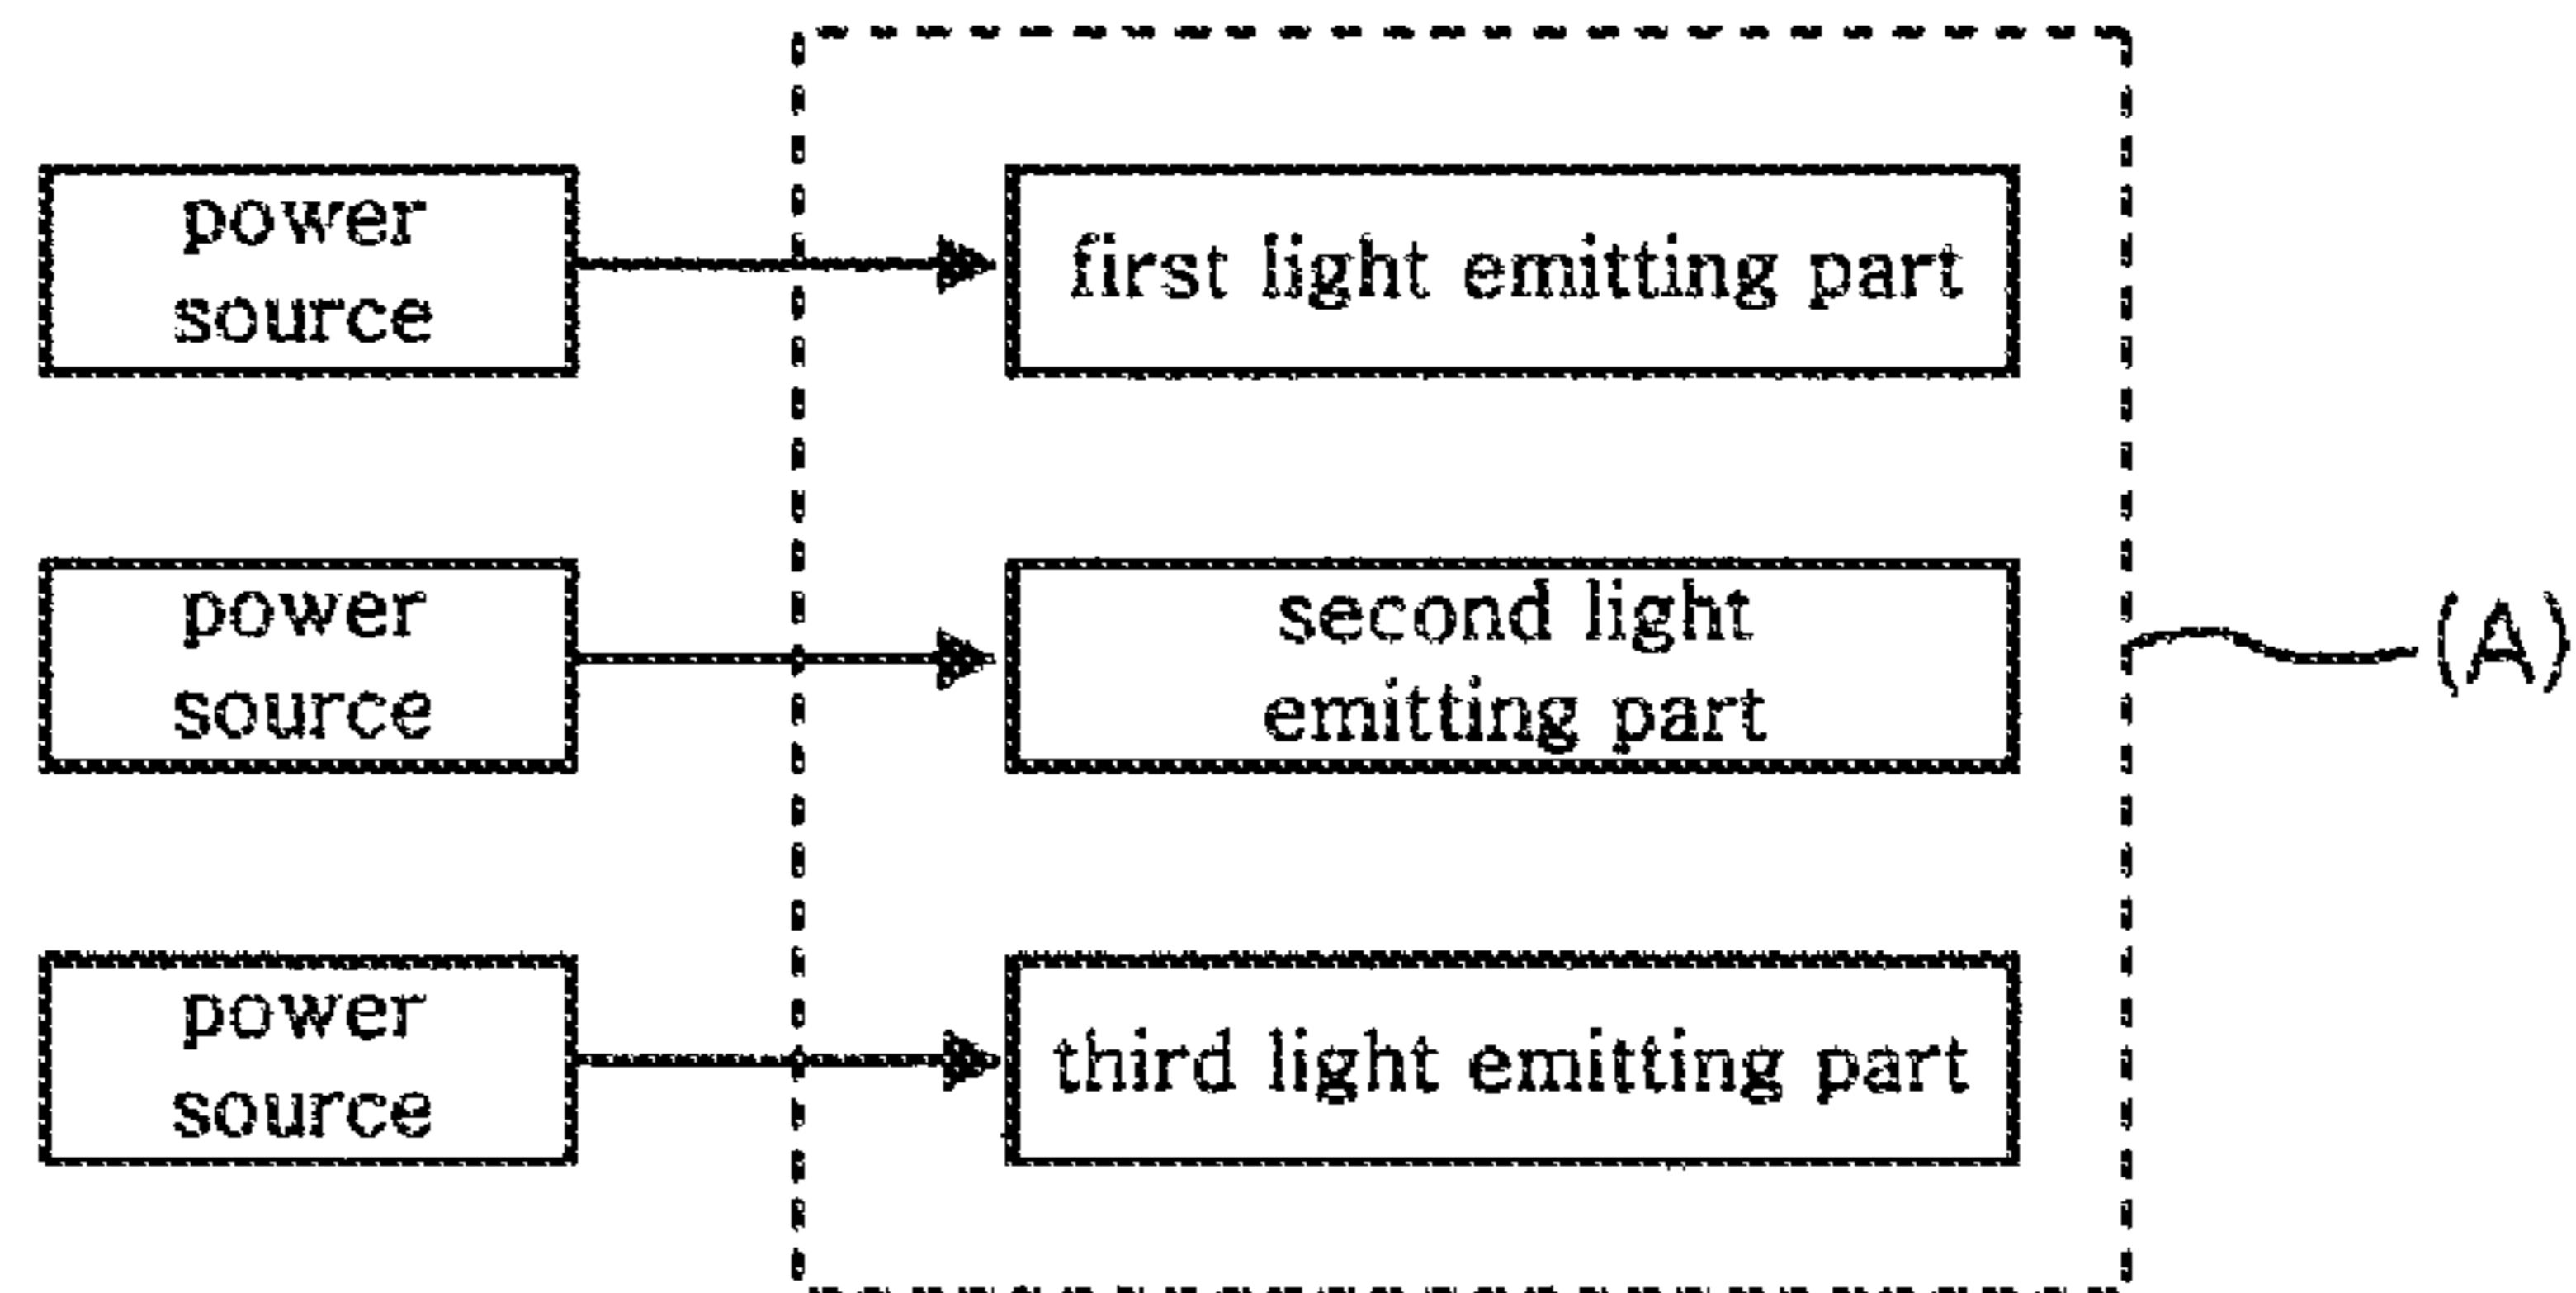 power
source
first light emitting part
power
source
second light
emitting part
(A)
power
source
third light emitting part